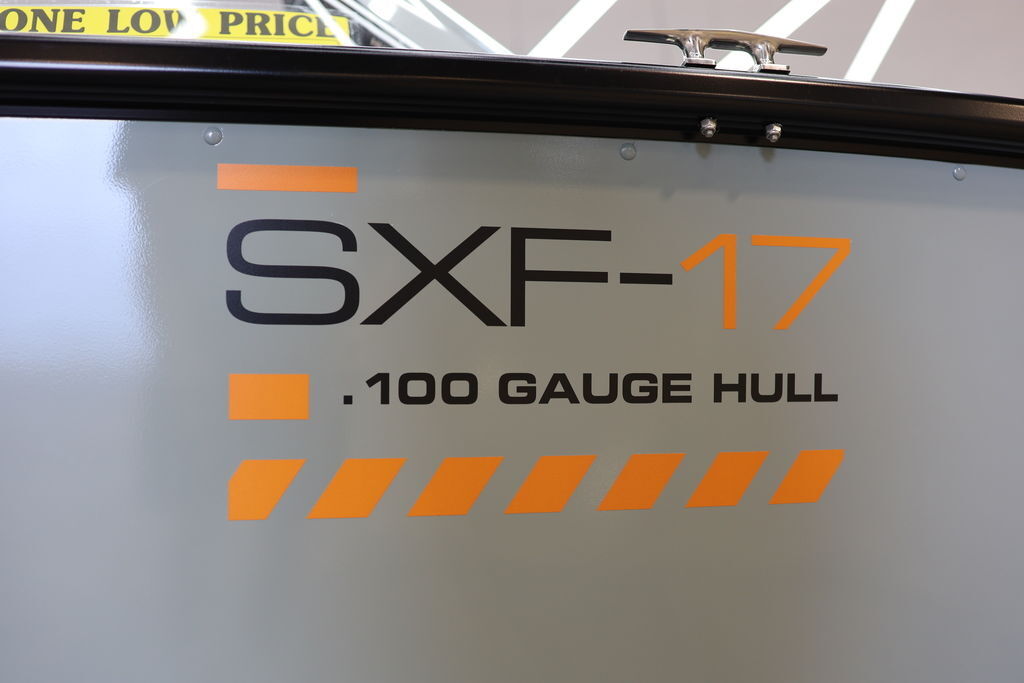 ONE LOW PRICE
SXF-17
.100 GAUGE HULL